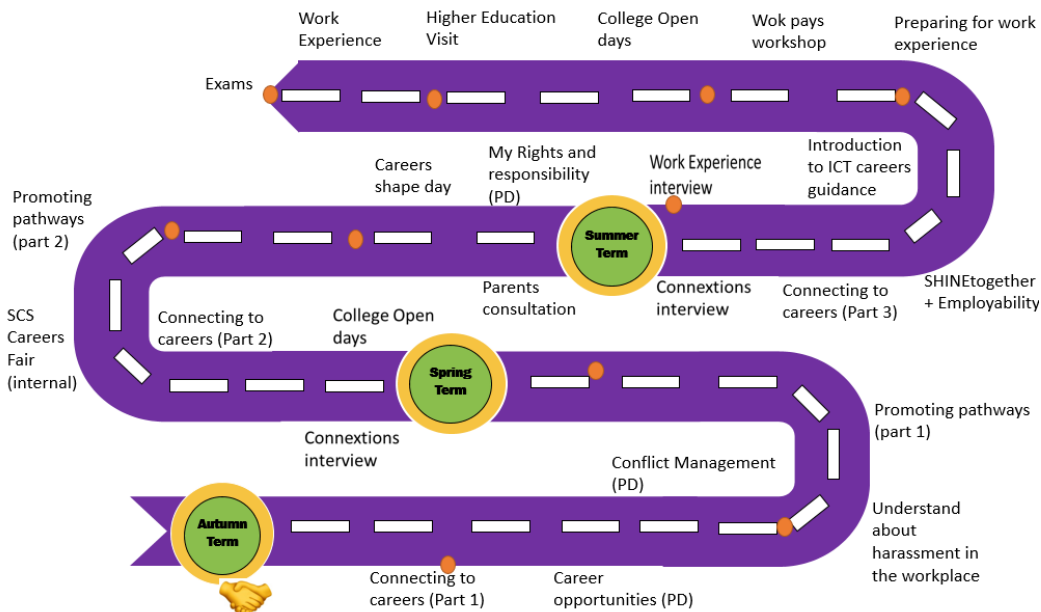 Work
Experience
Higher Education
Visit
College Open
days
Wok pays
workshop
Preparing for work
experience
Exams
Careers
shape day
My Rights and
responsibility
(PD)
Work Experience
interview
Introduction
to ICT careers
guidance
Promoting
pathways
(part 2)
Summer
Term
SCS
Careers
Fair
(internal)
Connecting to
careers (Part 2)
College Open
days
Parents
consultation
Connextions
interview
Connecting to
careers (Part 3)
SHINEtogether
+ Employability
Spring
Term
Connextions
interview
Promoting pathways
(part 1)
Conflict Management
(PD)
Autumn
Term
Understand
about
harassment in
the workplace
Connecting to
careers (Part 1)
Career
opportunities (PD)